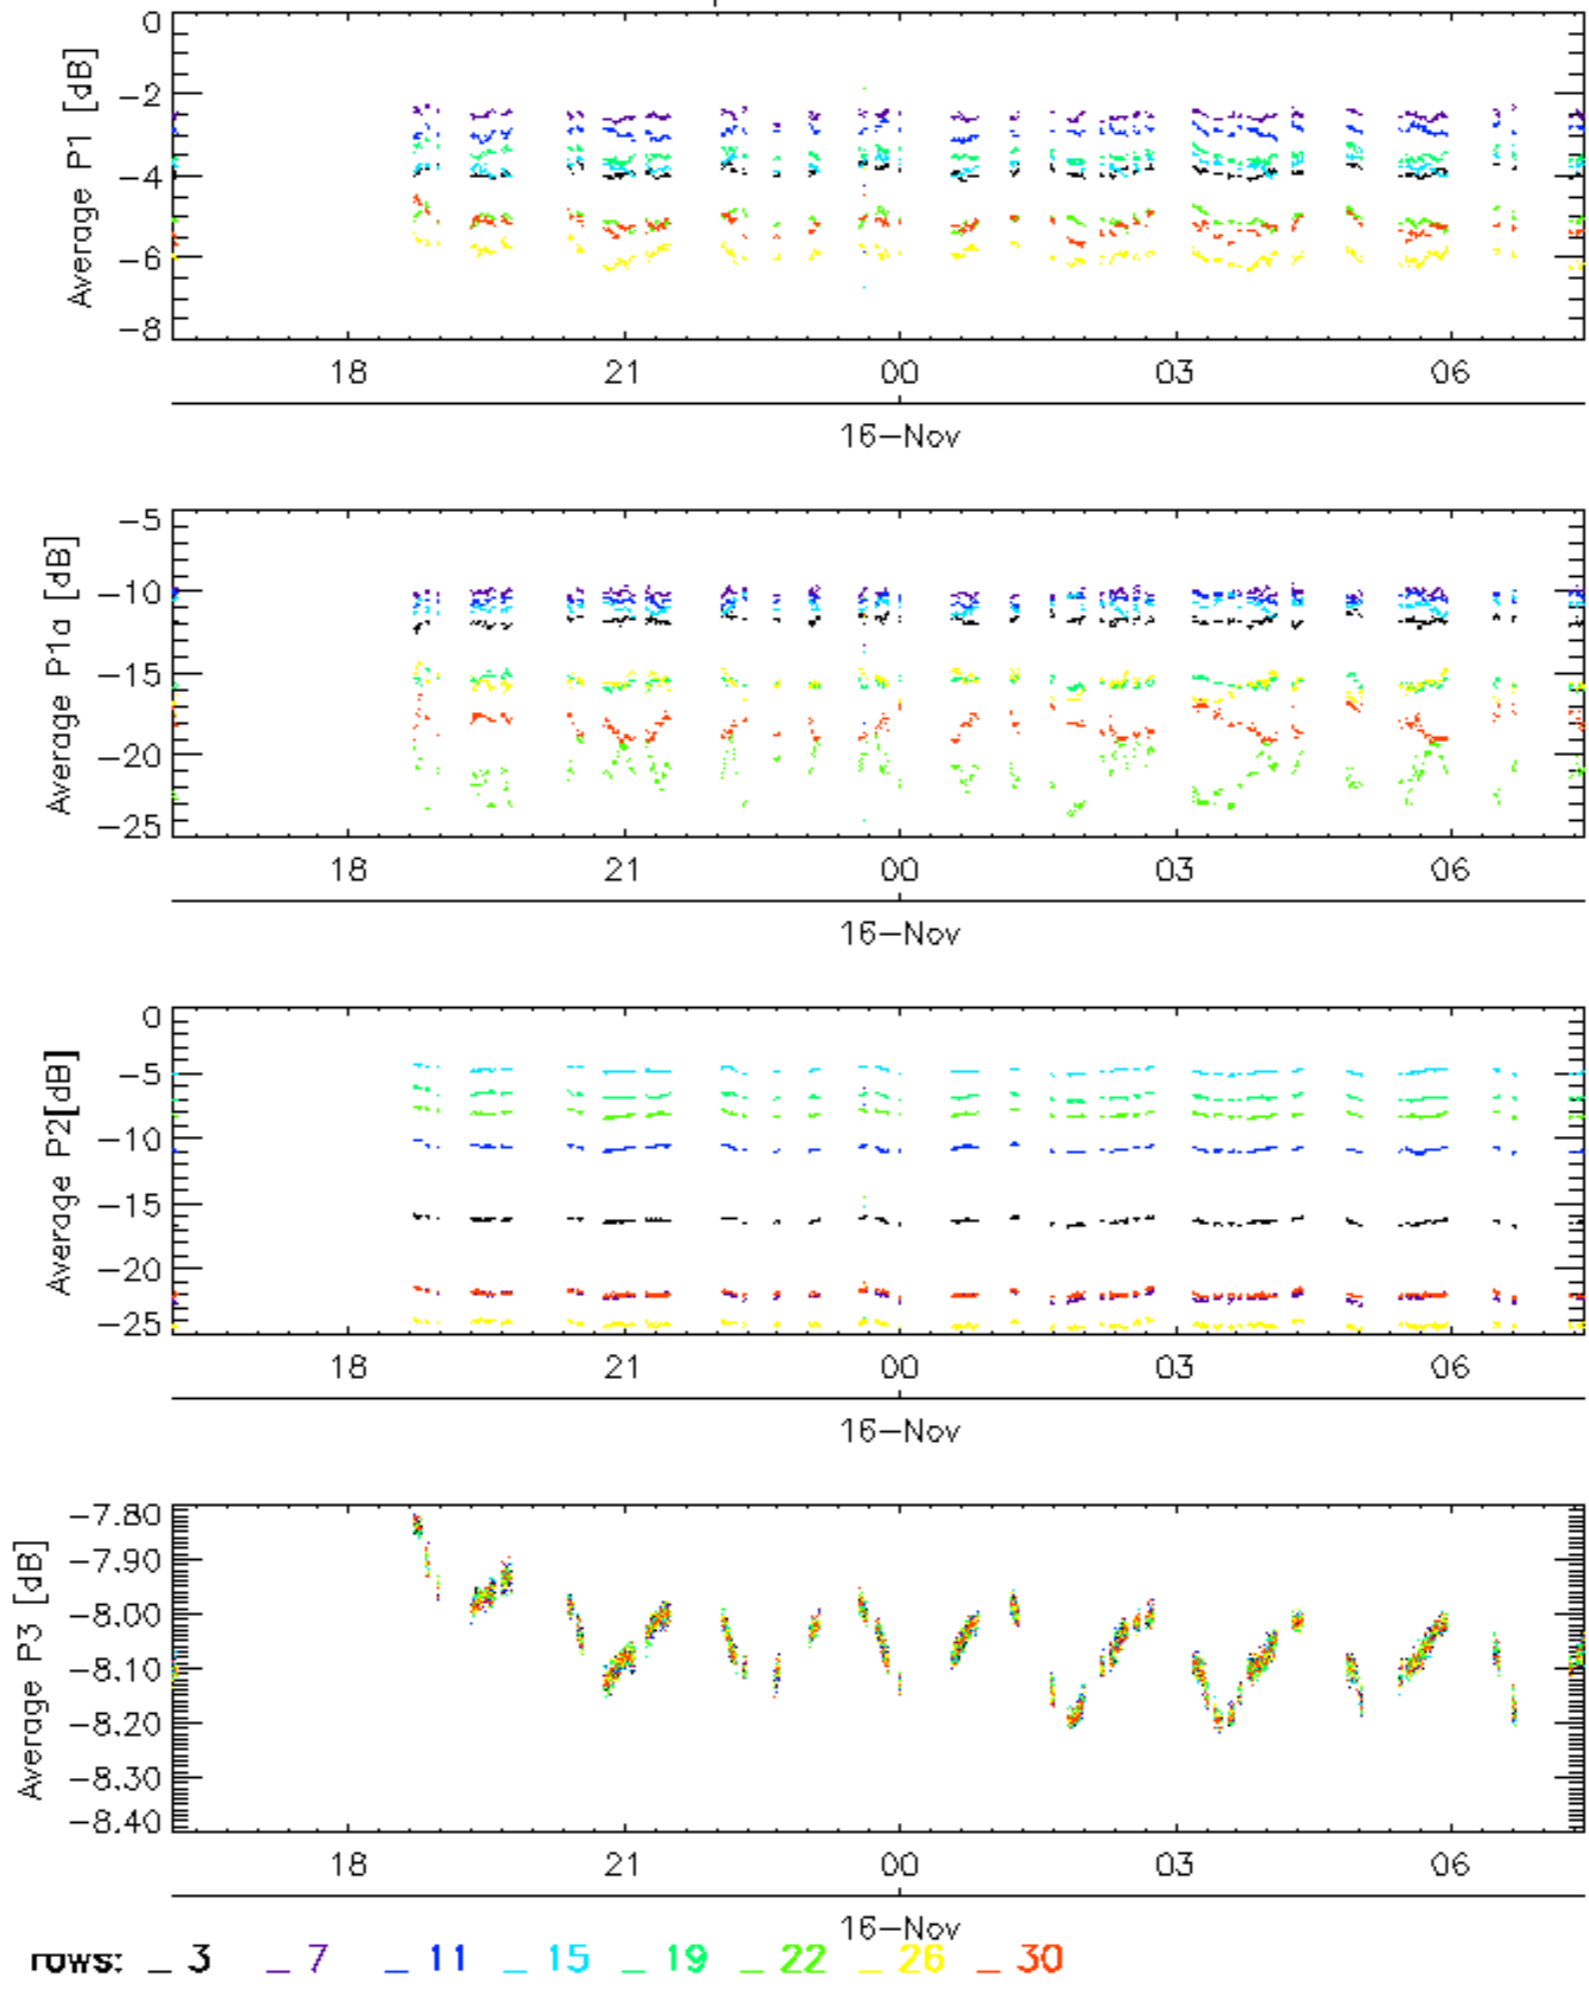 0
-2
-4
-6
-8
Average P1 [dB]
18 21 00 03 06
16-Nov
-5
-10
-15
-20
-25
Average P1a [dB]
18 21 00 03 06
16-Nov
0
-5
-10
-15
-20
-25
Average P2[dB]
18 21 00 03 06
16-Nov
-7.80
-7.90
-8.00
-8.10
-8.20
-8.30
-8.40
Average P3 [dB]
18 21 00 03 06
16-Nov
rows: _ 3 _ 7 _ 11 _ 15 _ 19 _ 22 _ 26 _ 30